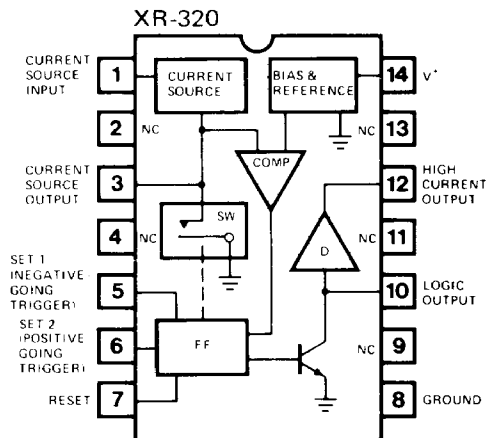 XR-320
CURRENT
SOURCE
INPUT
1
CURRENT
SOURCE
BIAS &
REFERENCE
14
V+
2
NC
NC
13
CURRENT
SOURCE
OUTPUT
3
COMP
12
HIGH
CURRENT
OUTPUT
4
NC
SW
D
NC
11
SET 1
(NEGATIVE-
GOING
TRIGGER)
5
10
LOGIC
OUTPUT
SET 2
(POSITIVE
GOING
TRIGGER)
6
FF
NC
9
RESET
7
8
GROUND